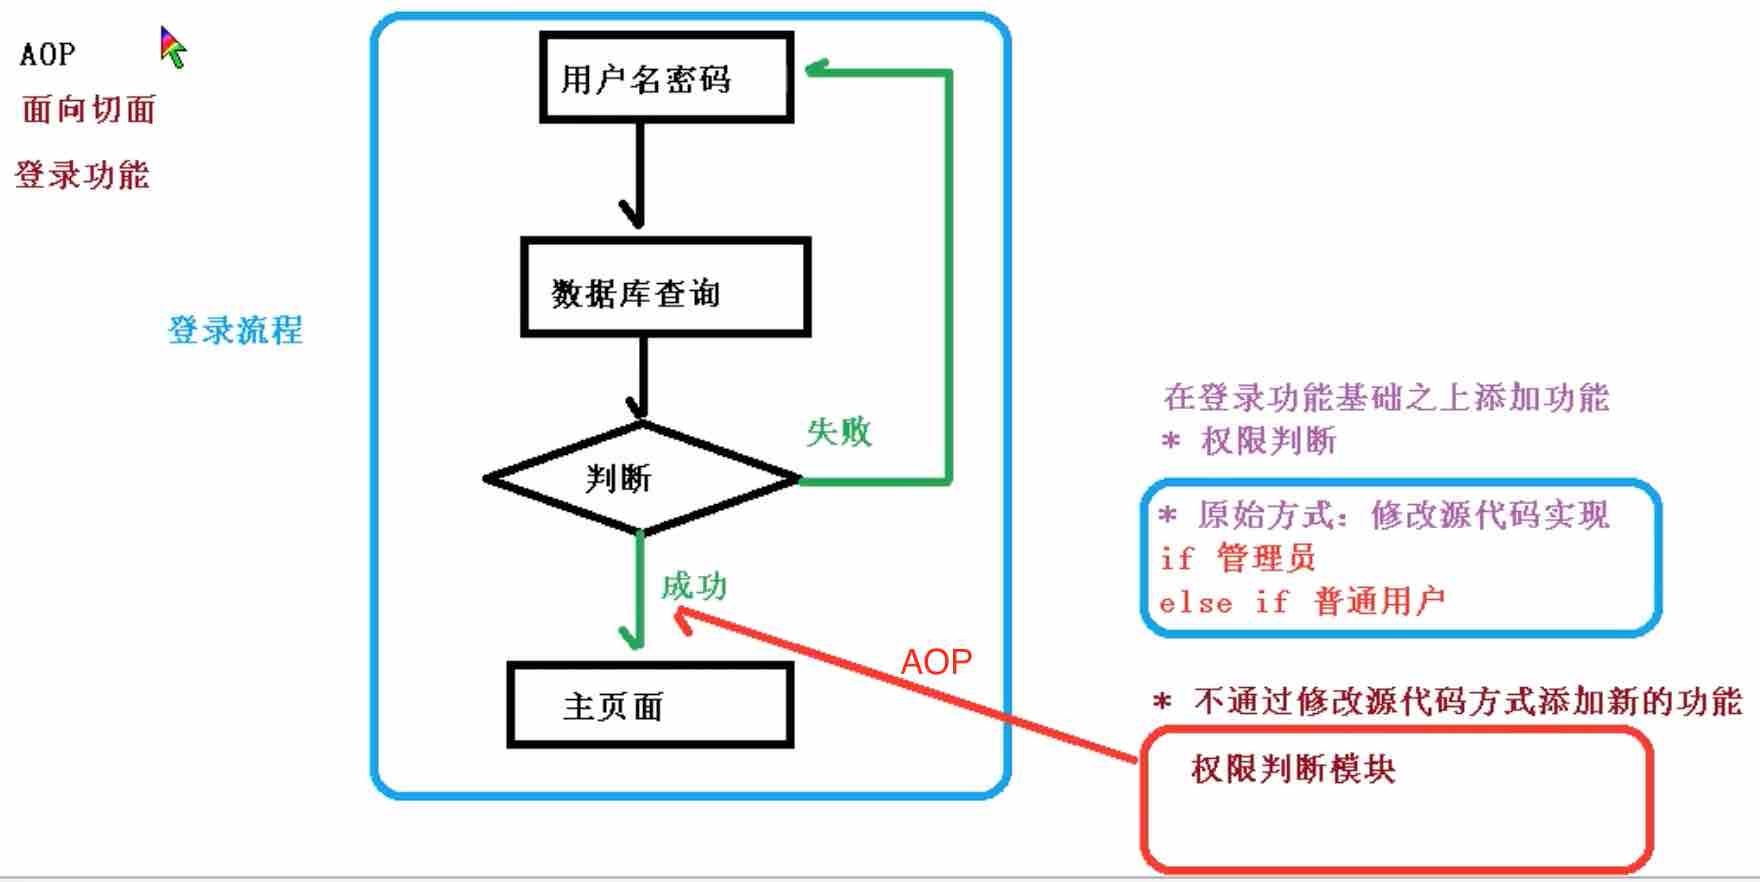 AOP
面向切面
登录功能
登录流程
用户名密码
数据库查询
判断
失败
成功
主页面
AOP
在登录功能基础之上添加功能
* 权限判断
* 原始方式：修改源代码实现
if 管理员
else if 普通用户
* 不通过修改源代码方式添加新的功能
权限判断模块